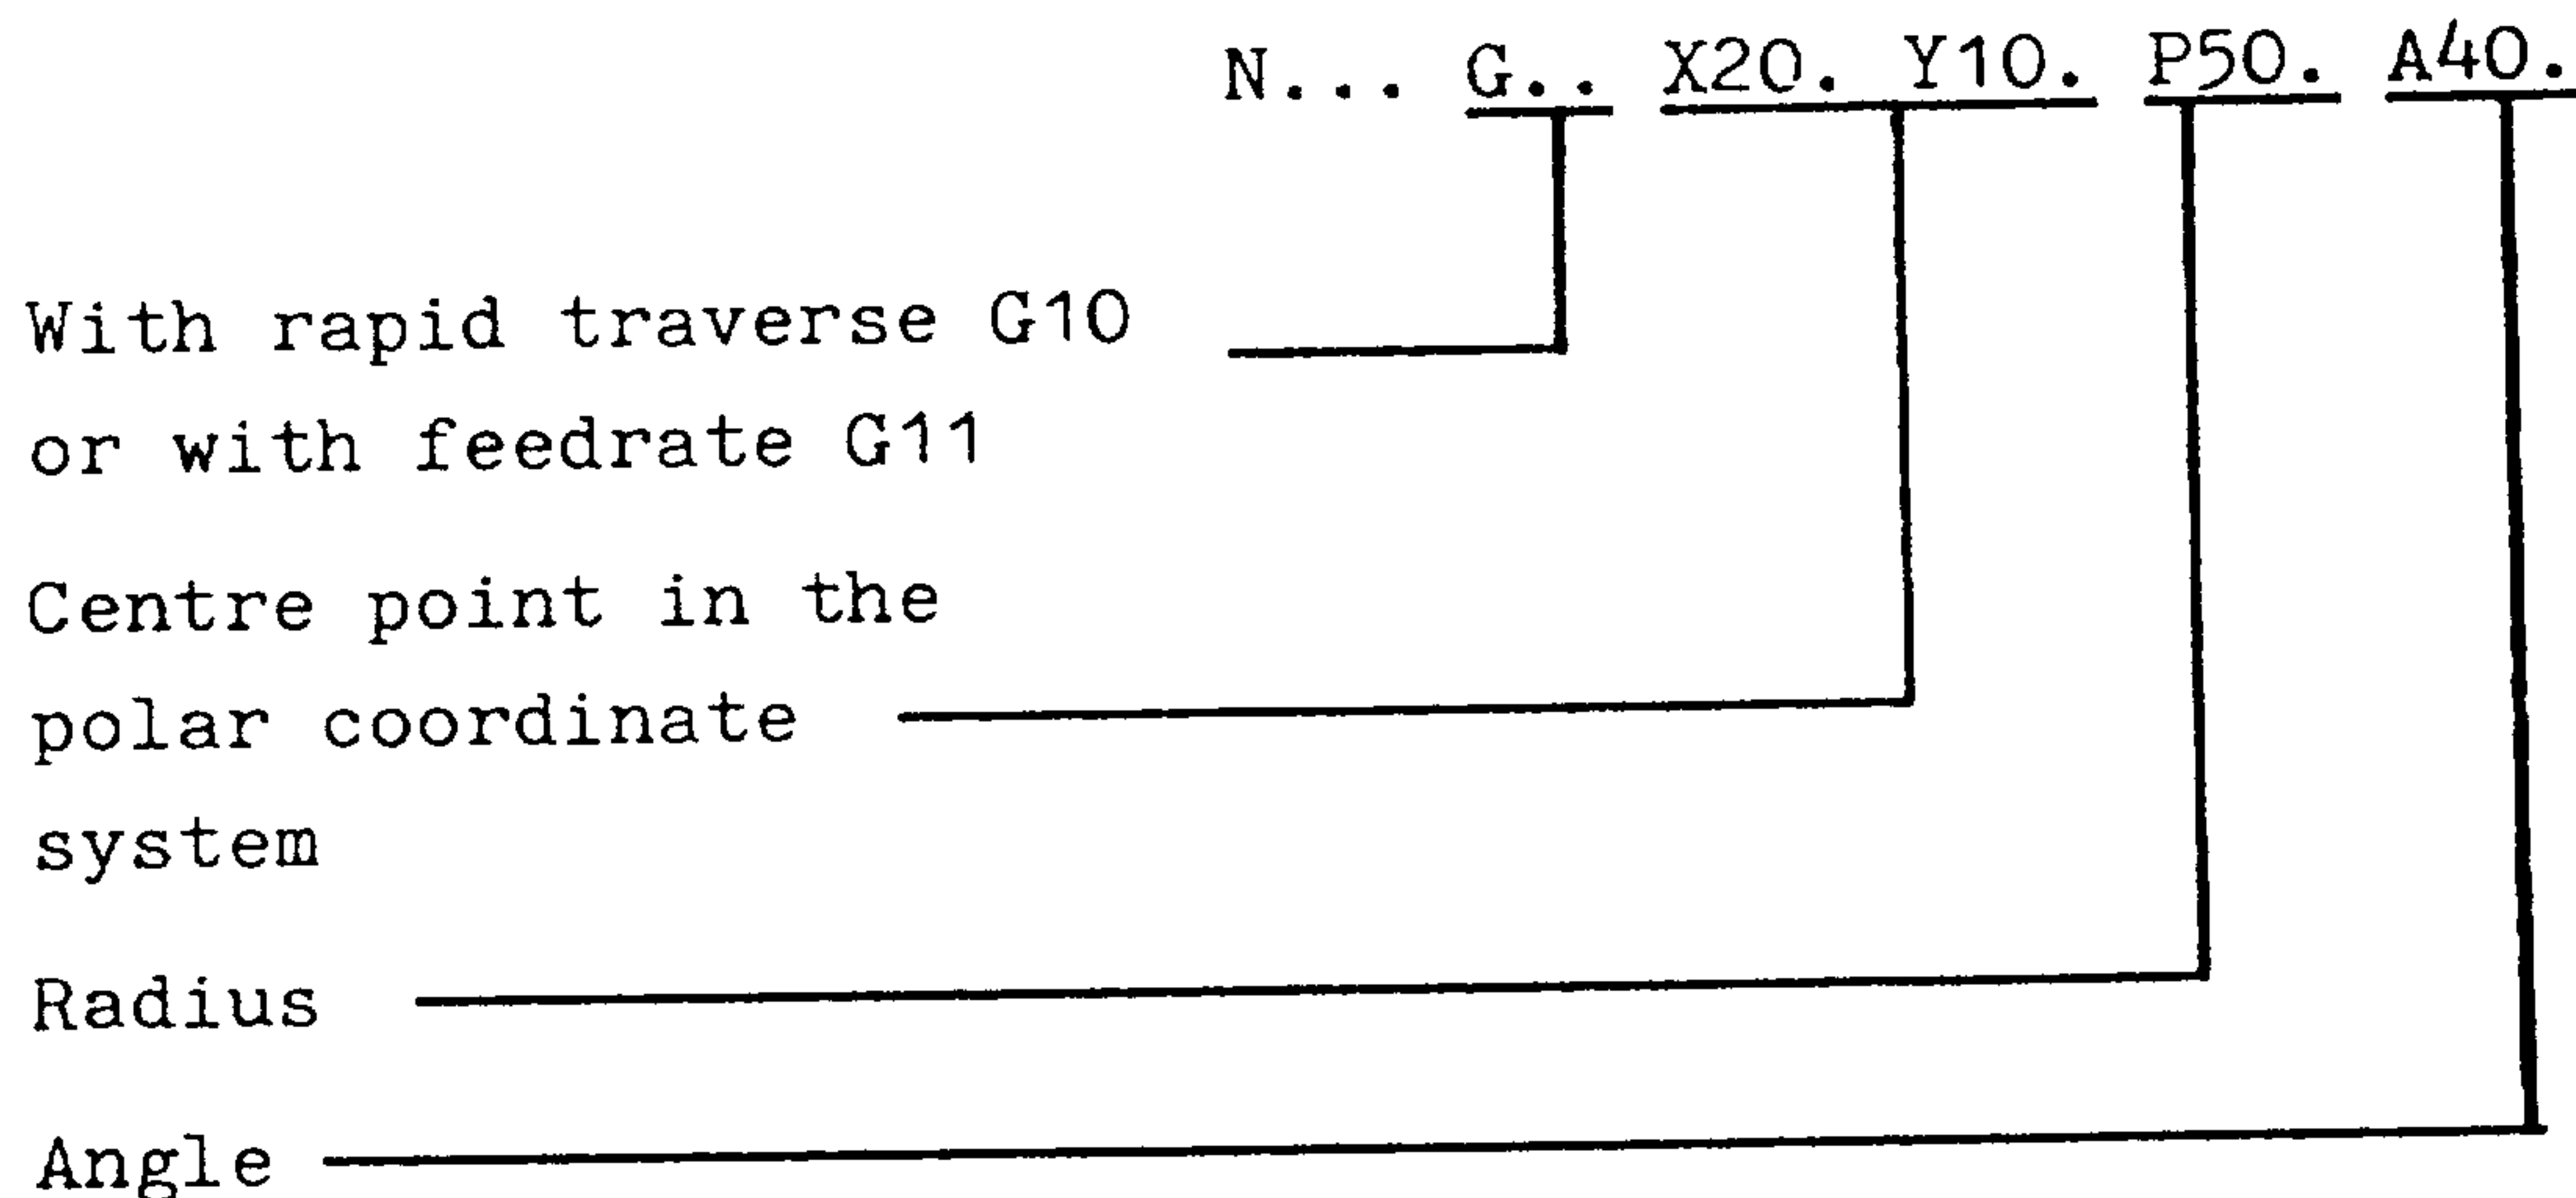 N... G.. X20. Y10. P50. A40.
With rapid traverse G10
or with feedrate G11
Centre point in the
polar coordinate
system
Radius
Angle